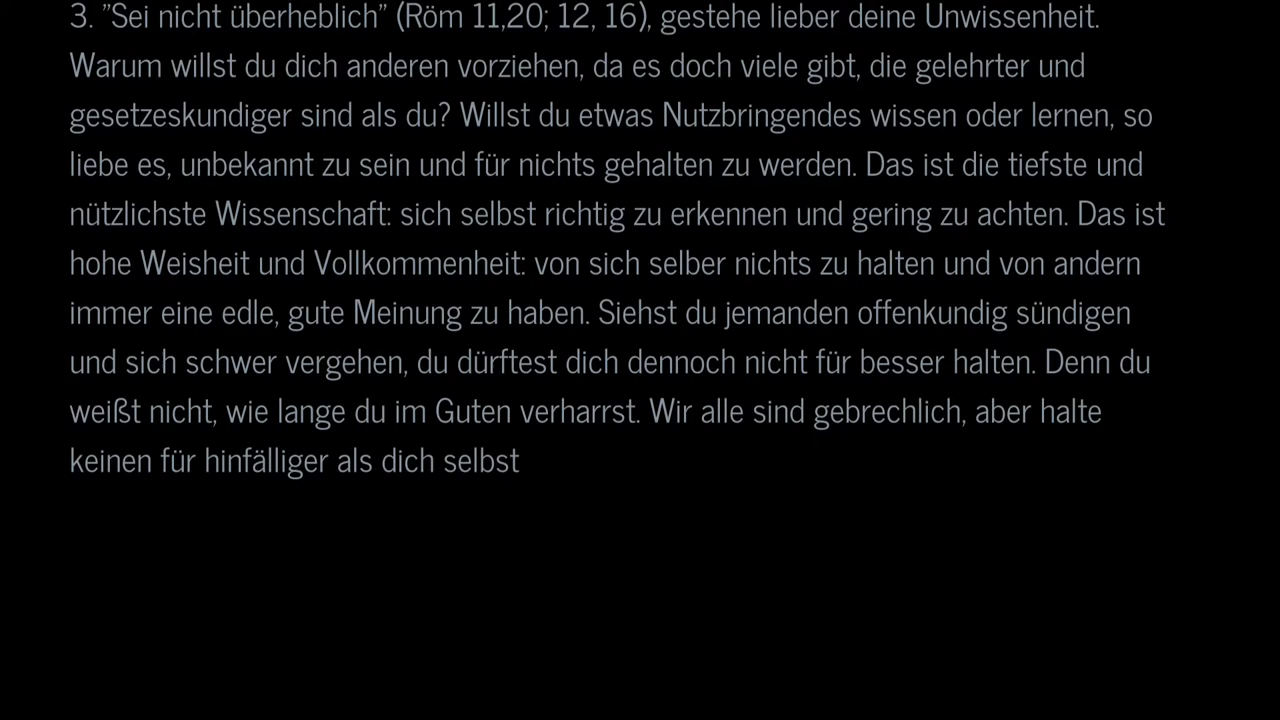 3. ”Sei nicht überheblich” (Röm 11,20; 12, 16), gestehe lieber deine Unwissenheit.
Warum willst du dich anderen vorziehen, da es doch viele gibt, die gelehrter und
gesetzeskundiger sind als du? Willst du etwas Nutzbringendes wissen oder lernen, so
liebe es, unbekannt zu sein und für nichts gehalten zu werden. Das ist die tiefste und
nützlichste Wissenschaft: sich selbst richtig zu erkennen und gering zu achten. Das ist
hohe Weisheit und Vollkommenheit: von sich selber nichts zu halten und von andern
immer eine edle, gute Meinung zu haben. Siehst du jemanden offenkundig sündigen
und sich schwer vergehen, du dürftest dich dennoch nicht für besser halten. Denn du
weißt nicht, wie lange du im Guten verharrst. Wir alle sind gebrechlich, aber halte
keinen für hinfälliger als dich selbst